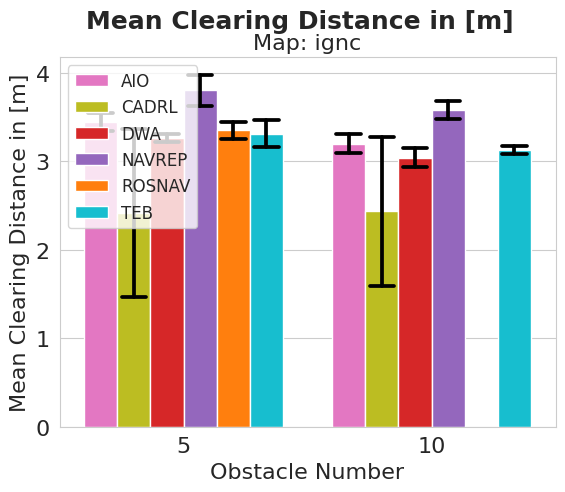 Mean Clearing Distance in [m]
Map: ignc
Mean Clearing Distance in [m]
4
3
2
1
0
AIO
CADRL
DWA
NAVREP
ROSNAV
TEB
5
10
Obstacle Number